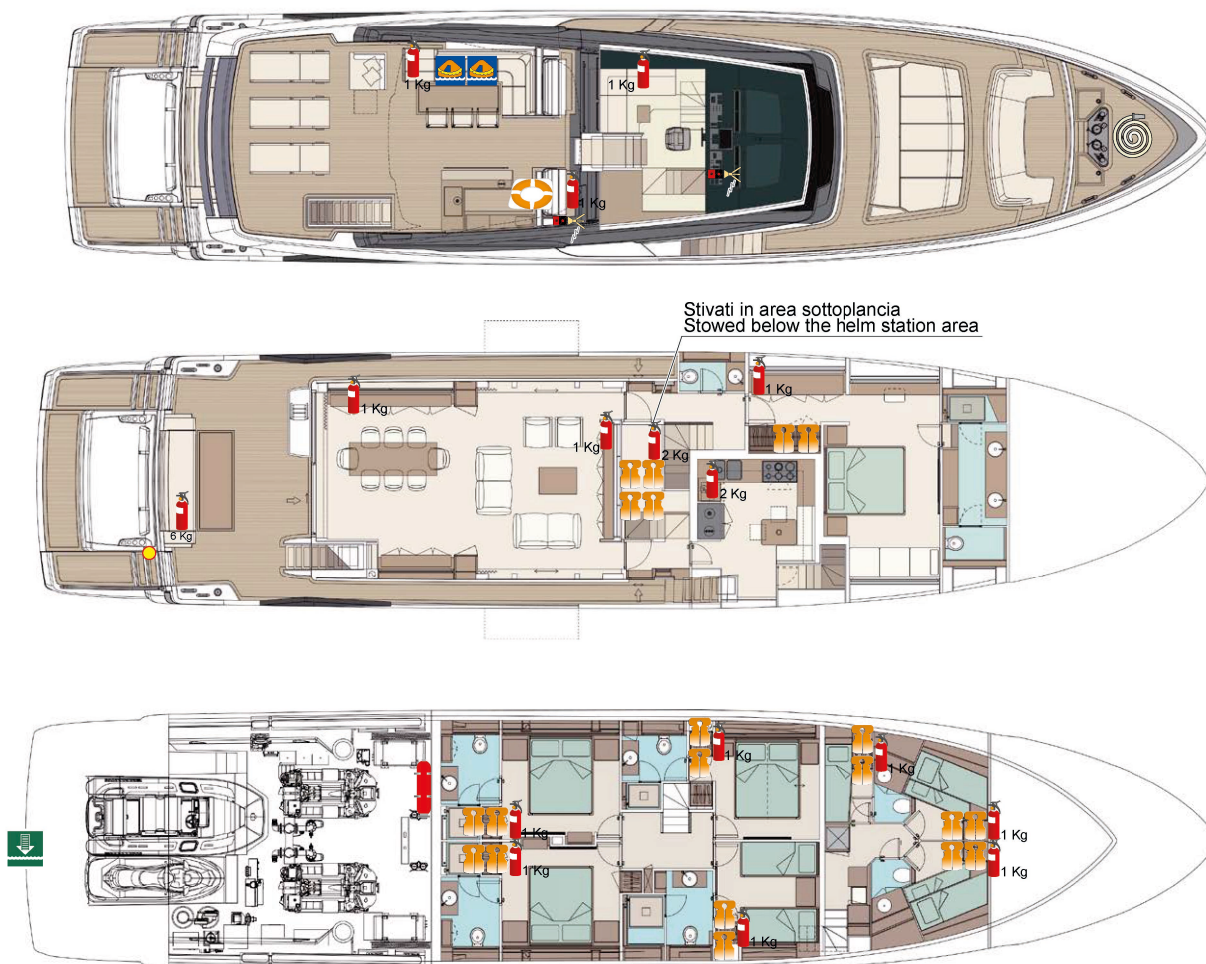 1 Kg
1 Kg
1 Kg
Stivati in area sottoplancia
Stowed below the helm station area
1 Kg
1 Kg
1 Kg
2 Kg
2 Kg
6 Kg
1 Kg
1 Kg
1 Kg
1 Kg
1 Kg
1 Kg
1 Kg